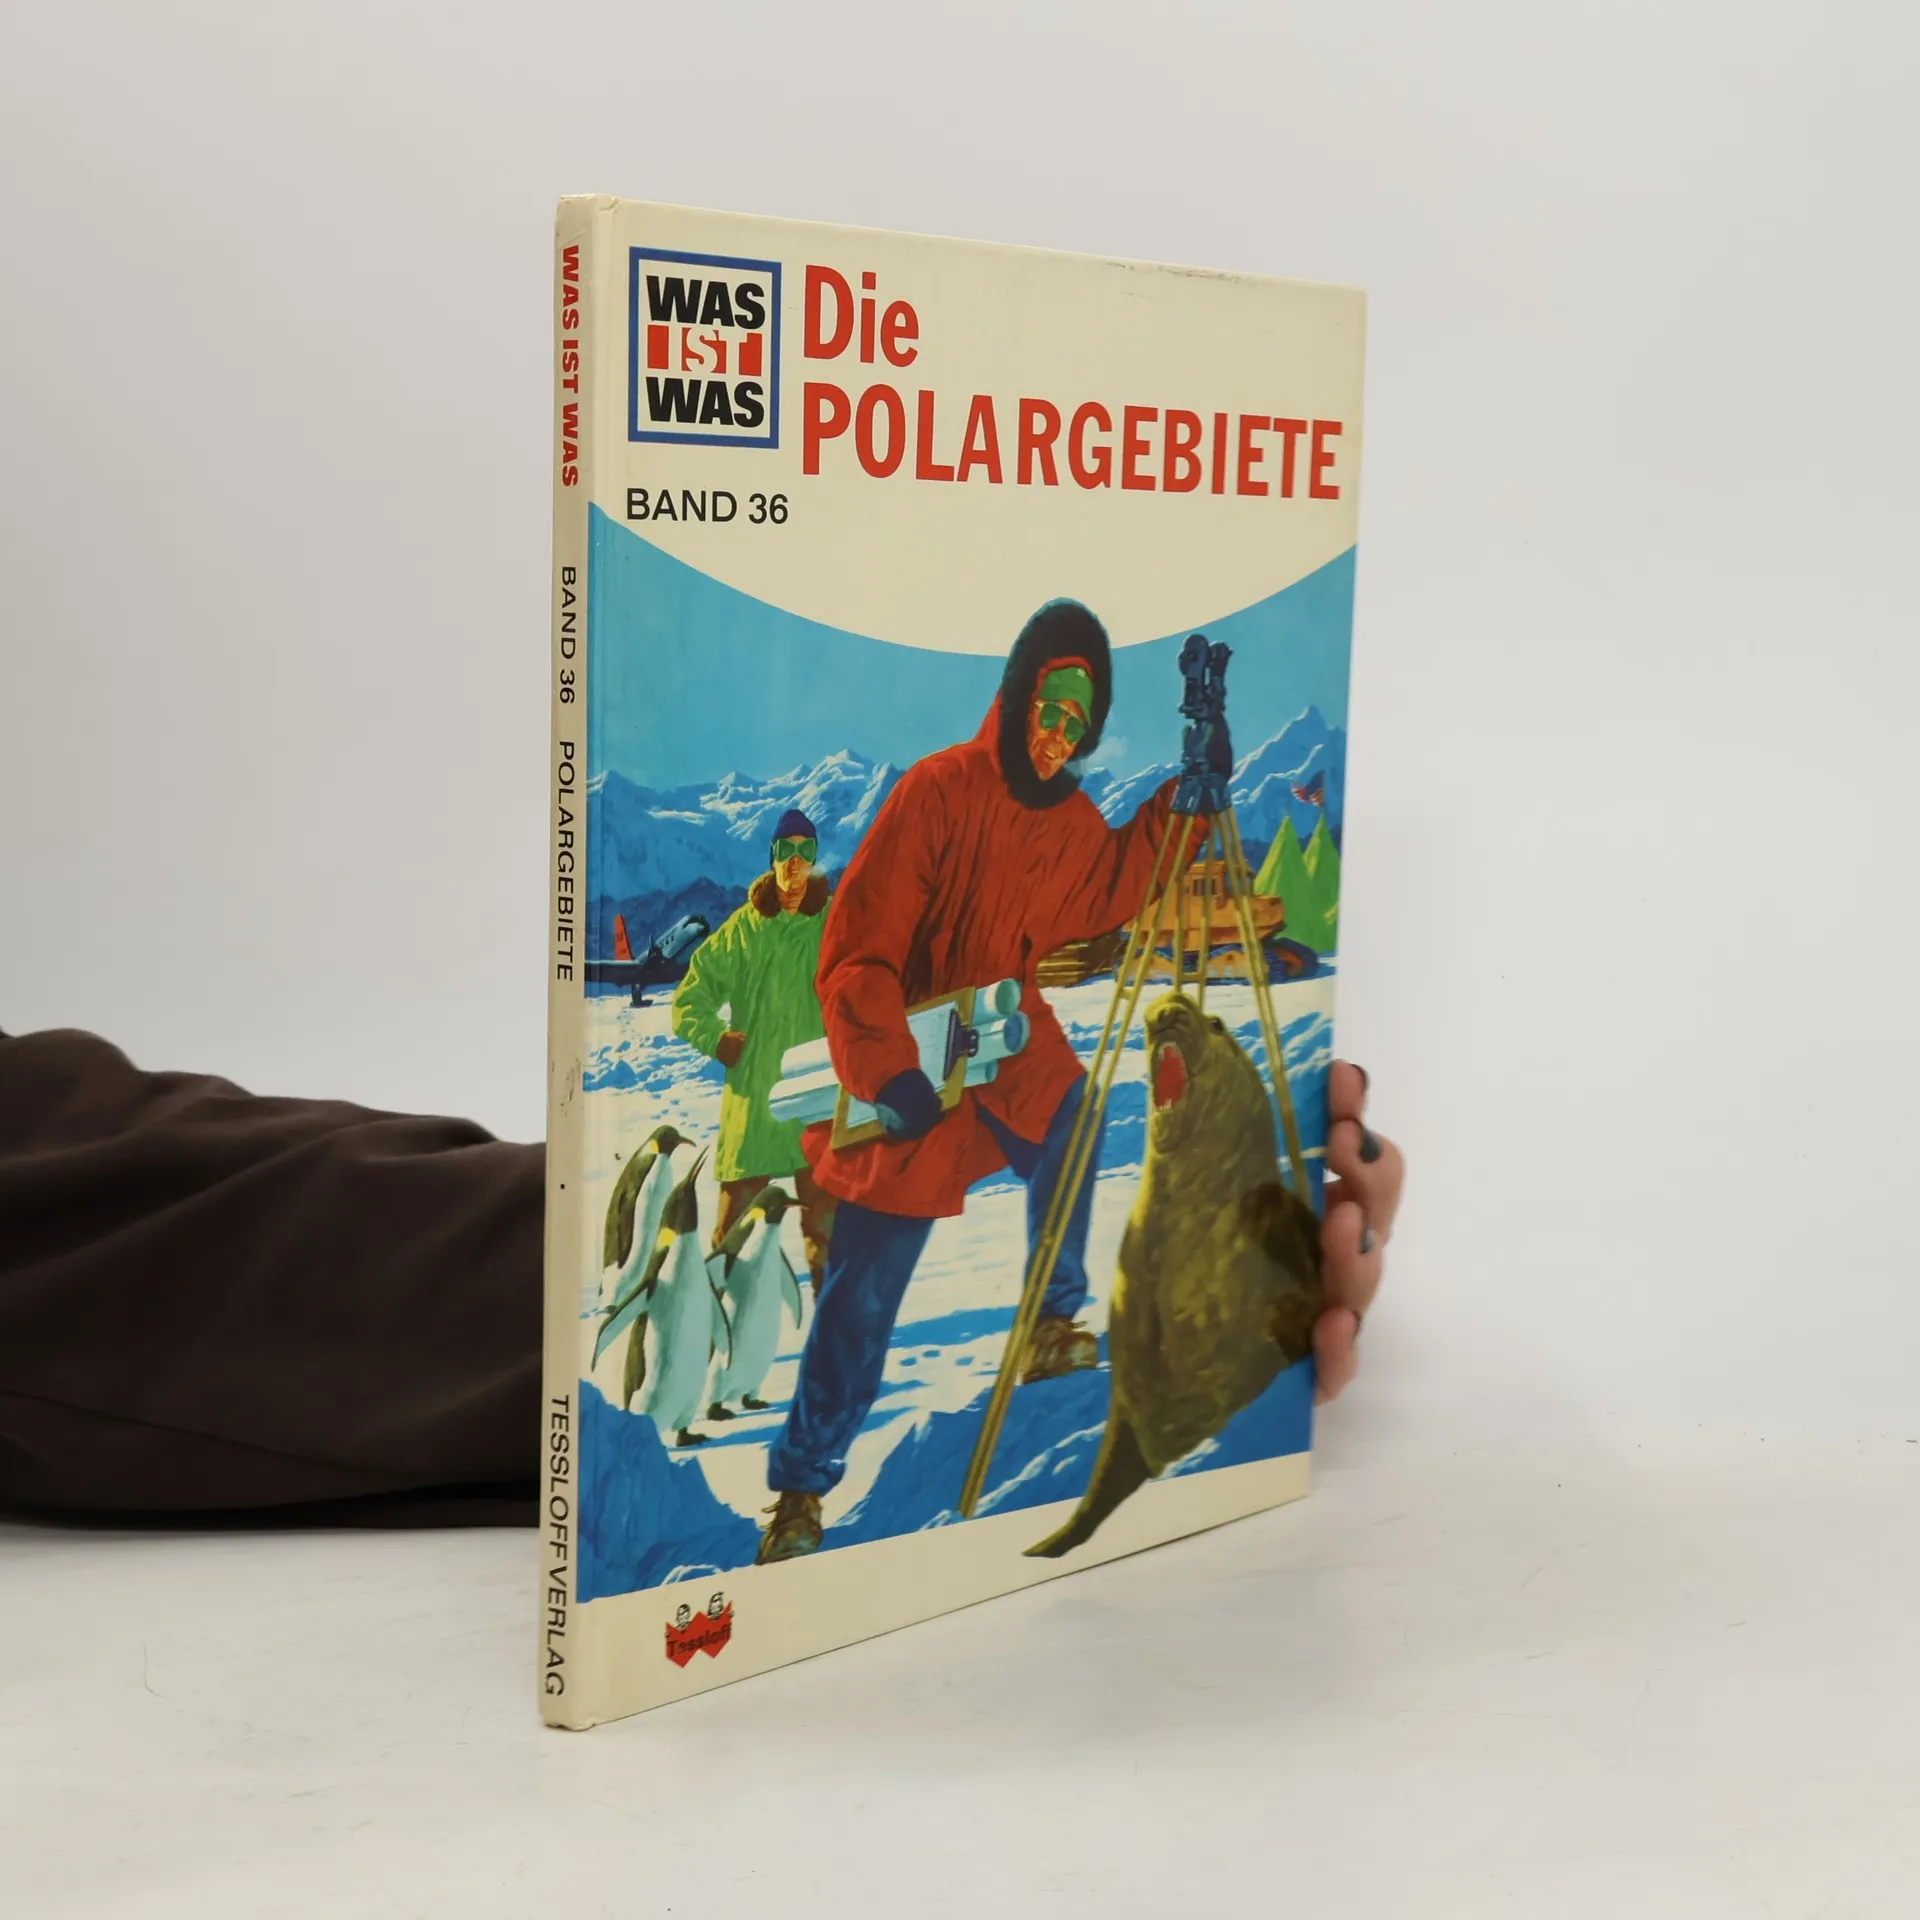 WAS IST WAS BAND 36 POLARGEBIETE TESSLOFF VERLAG
WAS
IST
WAS
Die
POLARGEBIETE
BAND 36
Tessloff